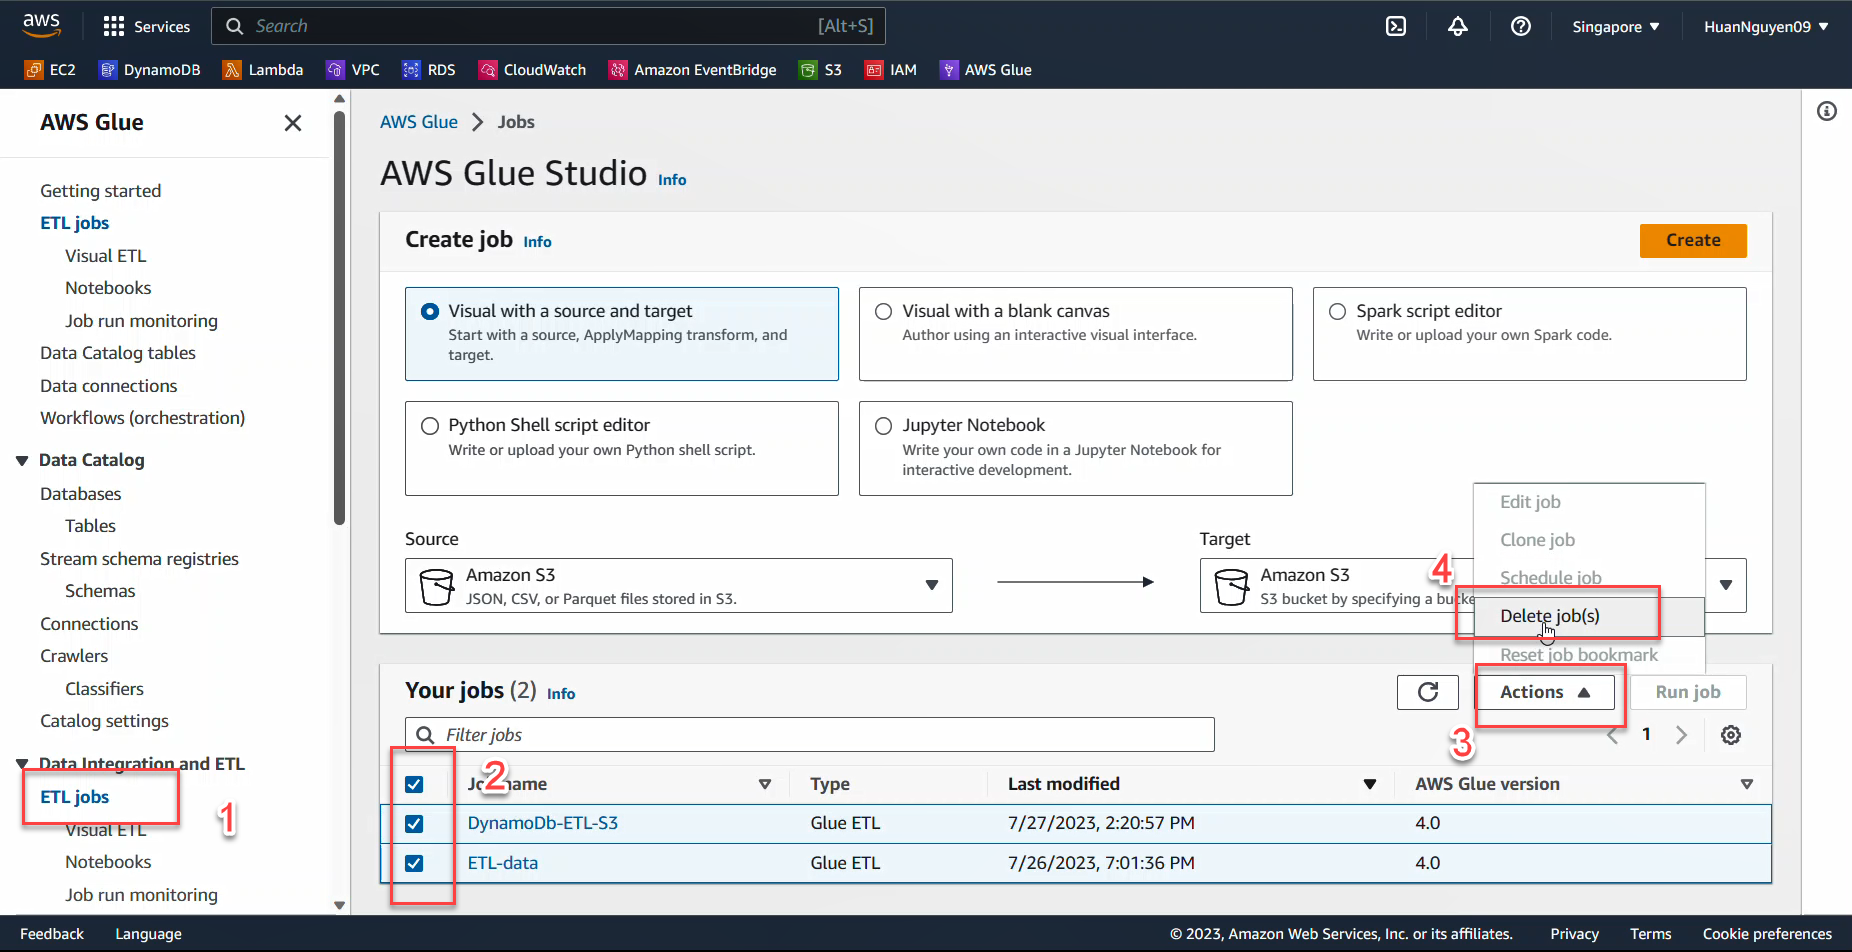 aws
Services
Search
[Alt+S]
Singapore
HuanNguyen09
EC2
DynamoDB
Lambda
VPC
RDS
CloudWatch
Amazon EventBridge
S3
IAM
AWS Glue
AWS Glue
Getting started
ETL jobs
Visual ETL
Notebooks
Job run monitoring
Data Catalog tables
Data connections
Workflows (orchestration)
Data Catalog
Databases
Tables
Stream schema registries
Schemas
Connections
Crawlers
Classifiers
Catalog settings
Data Integration and ETL
ETL jobs
1
Visual ETL
Notebooks
Job run monitoring
AWS Glue
Jobs
AWS Glue Studio Info
Create job Info
Create
Visual with a source and target
Start with a source, ApplyMapping transform, and
target.
Visual with a blank canvas
Author using an interactive visual interface.
Spark script editor
Write or upload your own Spark code.
Python Shell script editor
Write or upload your own Python shell script.
Jupyter Notebook
Write your own code in a Jupyter Notebook for
interactive development.
Source
Amazon S3
JSON, CSV, or Parquet files stored in S3.
Target
Amazon S3
S3 bucket by specifying a bucke
Edit job
Clone job
Schedule job
4
Delete job(s)
Reset job bookmark
Your jobs (2) Info
Actions
Run job
3
Filter jobs
1
2
name
Type
Last modified
AWS Glue version
DynamoDb-ETL-S3
Glue ETL
7/27/2023, 2:20:57 PM
4.0
ETL-data
Glue ETL
7/26/2023, 7:01:36 PM
4.0
Feedback
Language
© 2023, Amazon Web Services, Inc. or its affiliates.
Privacy
Terms
Cookie preferences